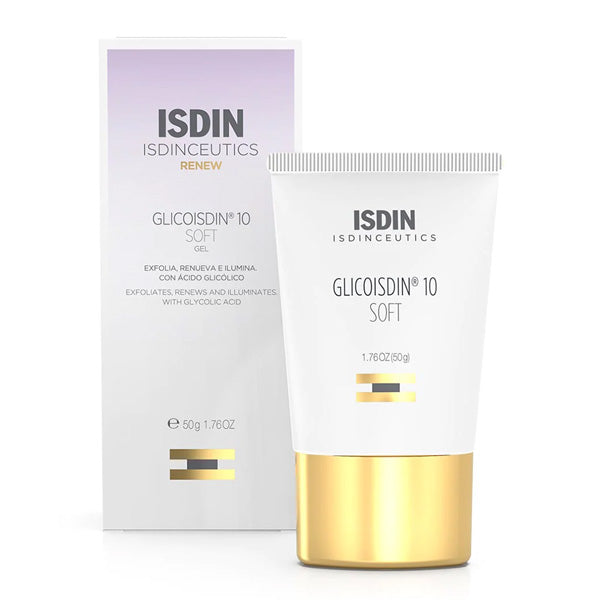 ISDIN
ISDINCEUTICS
RENEW
GLICOISDIN® 10
SOFT
GEL
EXFOLIA, RENUEVA E ILUMINA.
CON ÁCIDO GLICÓLICO
EXFOLIATES, RENEWS AND ILLUMINATES.
WITH GLYCOLIC ACID
℮ 50g 1.76OZ
ISDIN
ISDINCEUTICS
GLICOISDIN® 10
SOFT
1.76OZ(50g)